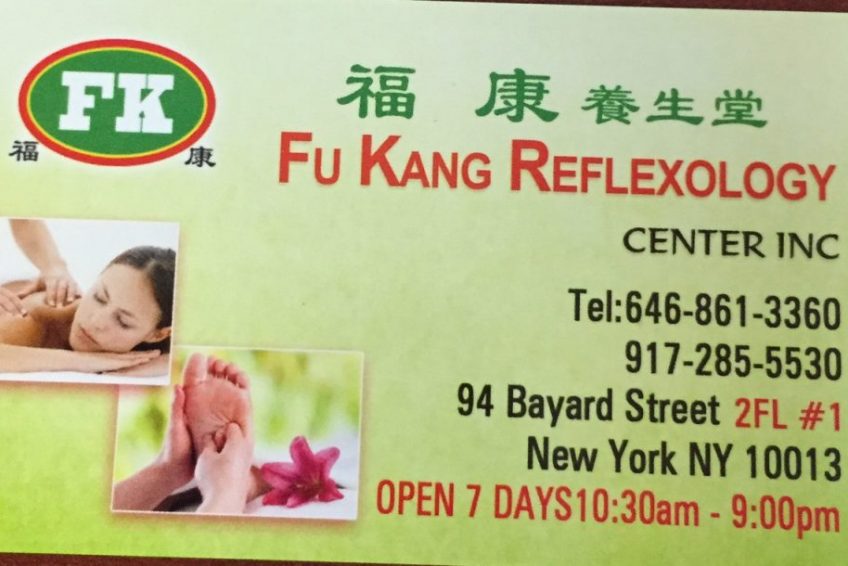 FK
福 康
福 康 養生堂
FU KANG REFLEXOLOGY
CENTER INC
Tel:646-861-3360
917-285-5530
94 Bayard Street 2FL #1
New York NY 10013
OPEN 7 DAYS10:30am - 9:00pm